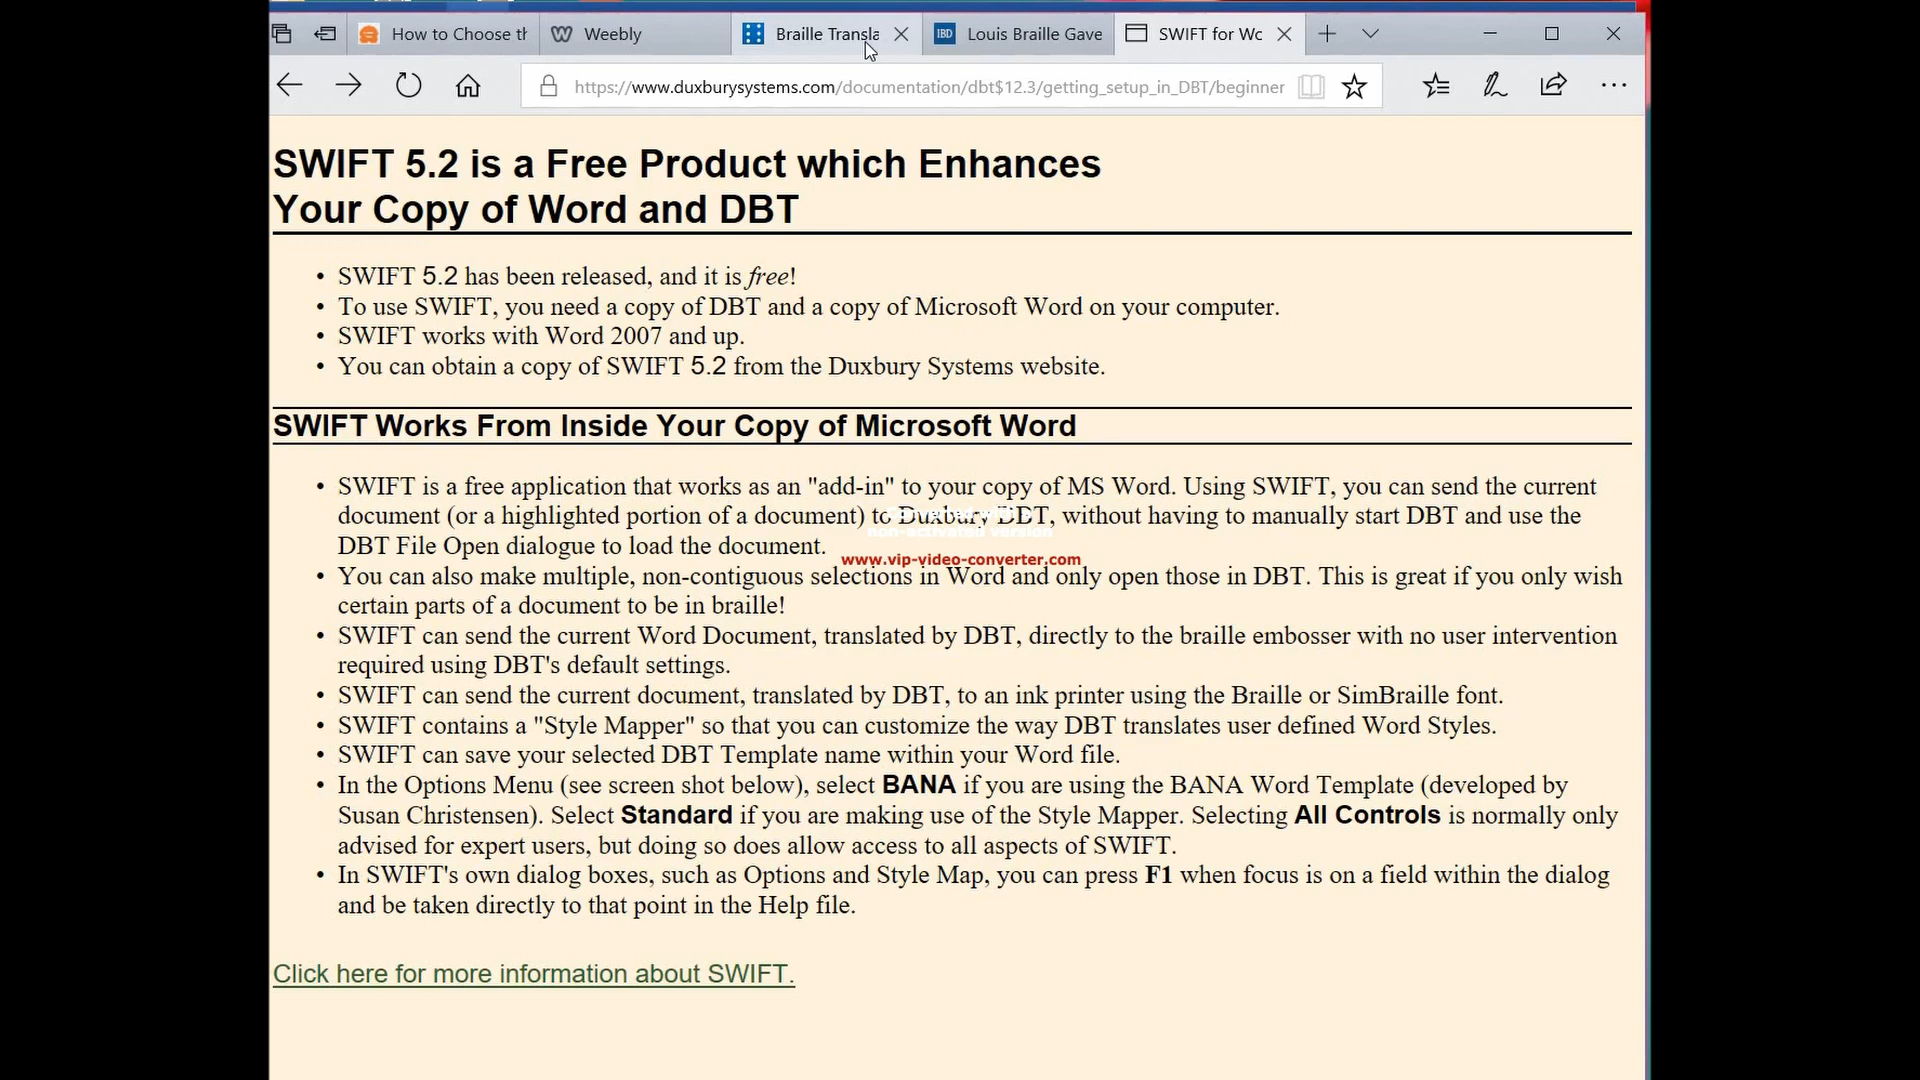 How to Choose th
Weebly
Braille Transla
IBD
Louis Braille Gave
SWIFT for Wc
https://www.duxburysystems.com/documentation/dbt$12.3/getting_setup_in_DBT/beginner
SWIFT 5.2 is a Free Product which Enhances
Your Copy of Word and DBT
• SWIFT 5.2 has been released, and it is free!
• To use SWIFT, you need a copy of DBT and a copy of Microsoft Word on your computer.
• SWIFT works with Word 2007 and up.
• You can obtain a copy of SWIFT 5.2 from the Duxbury Systems website.
SWIFT Works From Inside Your Copy of Microsoft Word
• SWIFT is a free application that works as an "add-in" to your copy of MS Word. Using SWIFT, you can send the current
document (or a highlighted portion of a document) to Duxbury DBT, without having to manually start DBT and use the
non-activated version
DBT File Open dialogue to load the document.
www.vip-video-converter.com
• You can also make multiple, non-contiguous selections in Word and only open those in DBT. This is great if you only wish
certain parts of a document to be in braille!
• SWIFT can send the current Word Document, translated by DBT, directly to the braille embosser with no user intervention
required using DBT's default settings.
• SWIFT can send the current document, translated by DBT, to an ink printer using the Braille or SimBraille font.
• SWIFT contains a "Style Mapper" so that you can customize the way DBT translates user defined Word Styles.
• SWIFT can save your selected DBT Template name within your Word file.
• In the Options Menu (see screen shot below), select BANA if you are using the BANA Word Template (developed by
Susan Christensen). Select Standard if you are making use of the Style Mapper. Selecting All Controls is normally only
advised for expert users, but doing so does allow access to all aspects of SWIFT.
• In SWIFT's own dialog boxes, such as Options and Style Map, you can press F1 when focus is on a field within the dialog
and be taken directly to that point in the Help file.
Click here for more information about SWIFT.